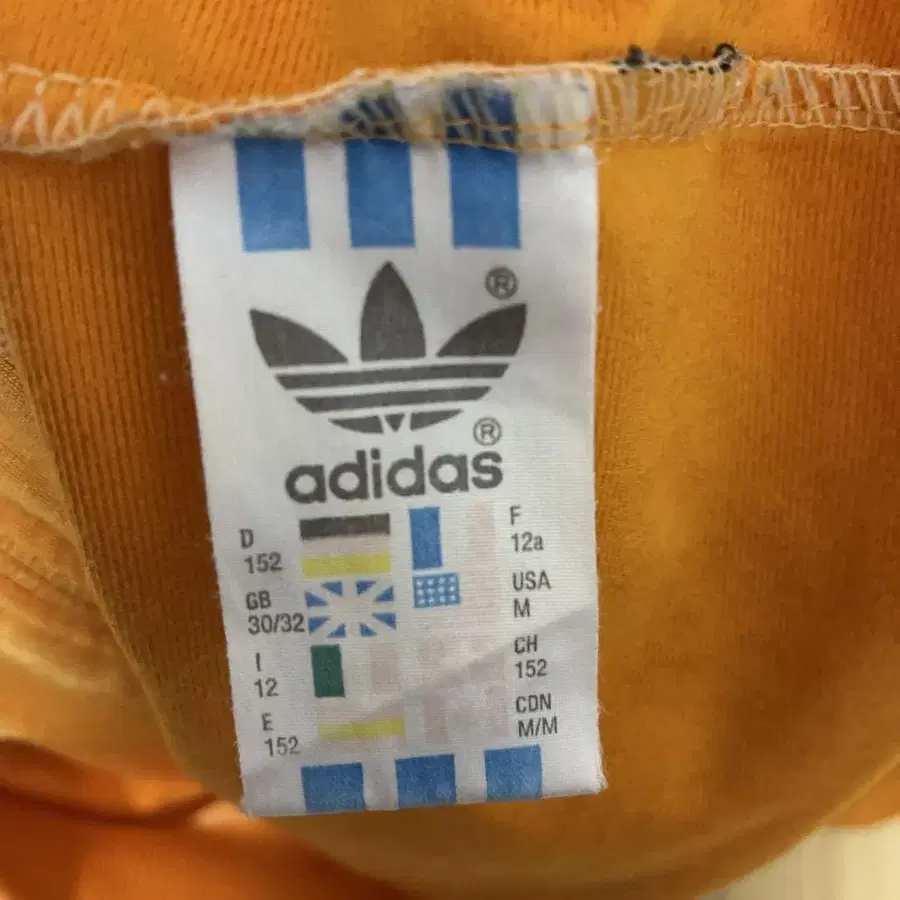 ®
®
adidas
D
152
F
12a
GB
30/32
USA
M
I
12
CH
152
E
152
CDN
M/M